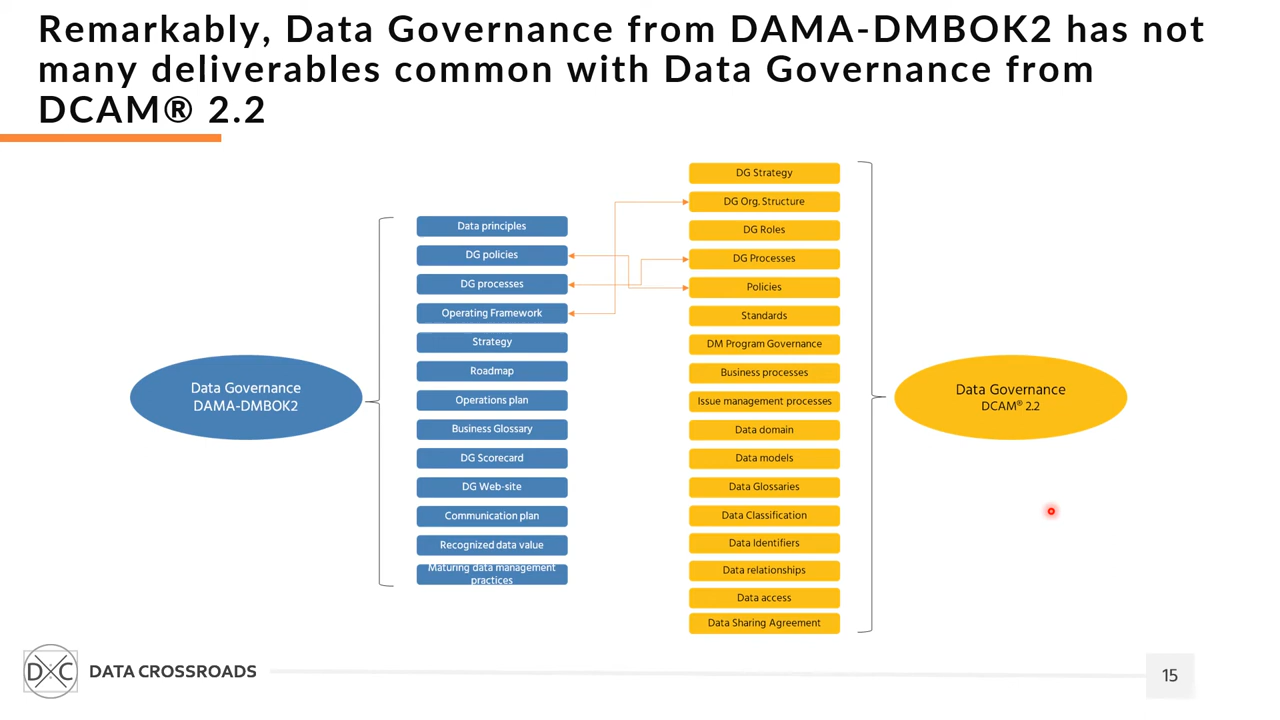 Remarkably, Data Governance from DAMA-DMBOK2 has not
many deliverables common with Data Governance from
DCAM® 2.2
Data Governance
DAMA-DMBOK2
Data principles
DG policies
DG processes
Operating Framework
Strategy
Roadmap
Operations plan
Business Glossary
DG Scorecard
DG Web-site
Communication plan
Recognized data value
Maturing data management
practices
DG Strategy
DG Org. Structure
DG Roles
DG Processes
Policies
Standards
DM Program Governance
Business processes
Issue management processes
Data domain
Data models
Data Glossaries
Data Classification
Data Identifiers
Data relationships
Data access
Data Sharing Agreement
Data Governance
DCAM® 2.2
DXC
DATA CROSSROADS
15